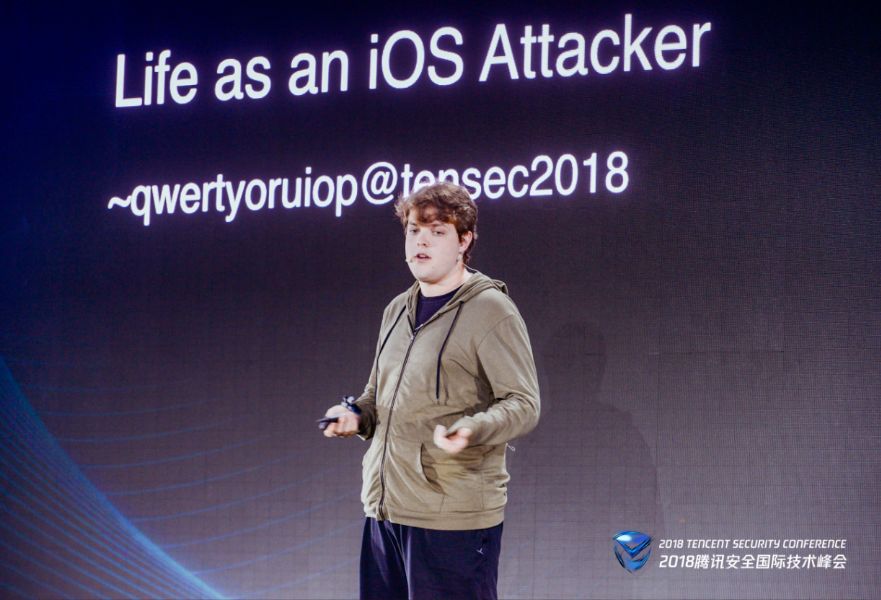 Life as an iOS Attacker
~qwertyoruiop@tensec2018
2018 TENCENT SECURITY CONFERENCE
2018腾讯安全国际技术峰会